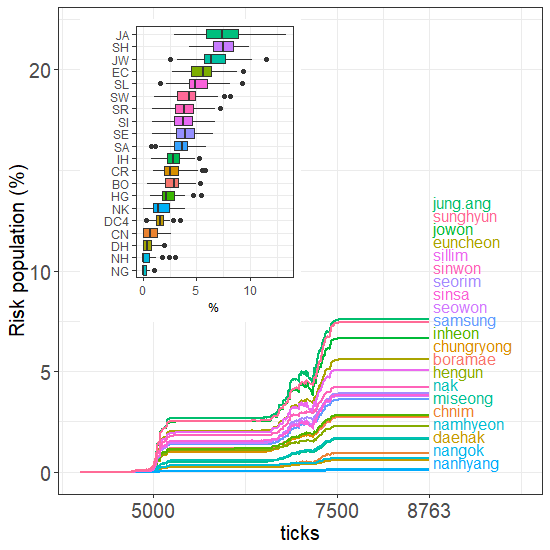 Risk population (%)
22
10
5
0
JA
SH
JW
EC
SL
SW
SR
SI
SE
SA
IH
CR
BO
HG
NK
DC4
CN
DH
NH
NG
0
5
10
%
jung.ang
sunghyun
jowon
euncheon
sillim
sinwon
seorim
sinsa
seowon
samsung
inheon
chungryong
boramae
hengun
nak
miseong
chnim
namhyeon
daehak
nangok
nanhyang
5000
7500
8763
ticks